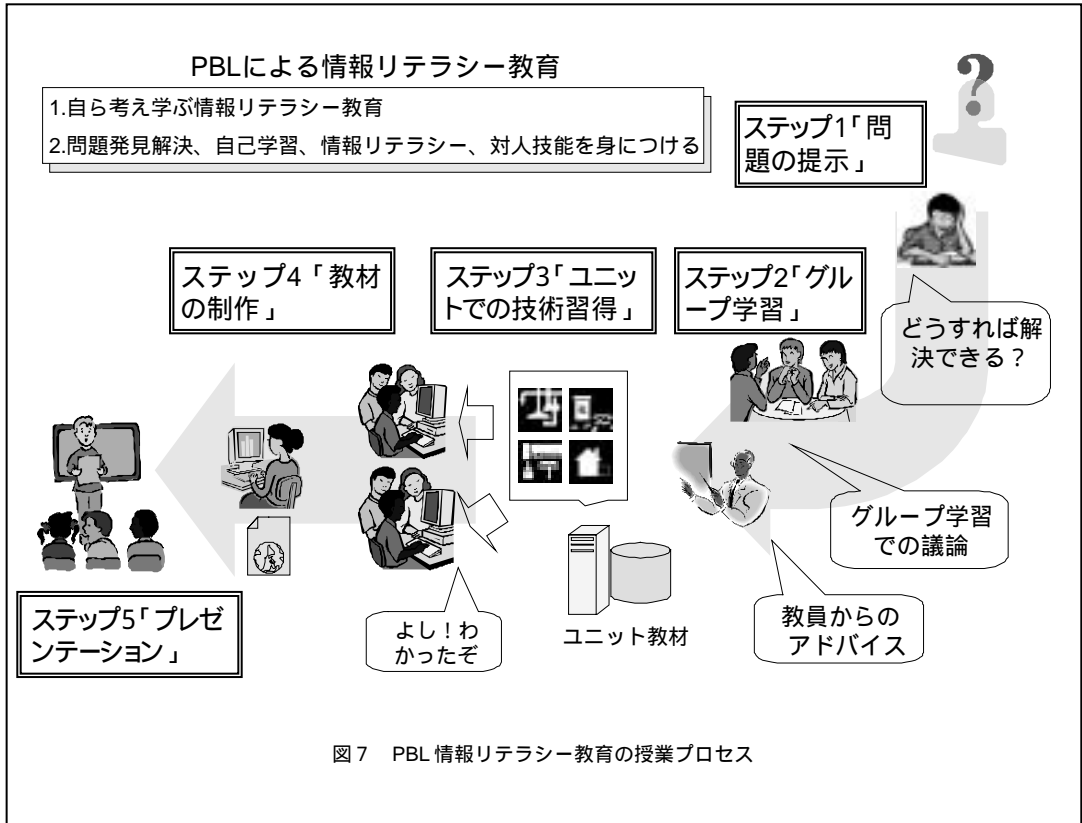 PBLによる情報リテラシー教育
1.自ら考え学ぶ情報リテラシー教育
2.問題発見解決、自己学習、情報リテラシー、対人技能を身につける
?
ステップ1「問
題の提示」
どうすれば解
決できる?
ステップ2「グル
ープ学習」
グループ学習
での議論
教員からの
アドバイス
ステップ3「ユニッ
トでの技術習得」
ユニット教材
よし!わ
かったぞ
ステップ4「教材
の制作」
ステップ5「プレゼ
ンテーション」
図7 PBL情報リテラシー教育の授業プロセス